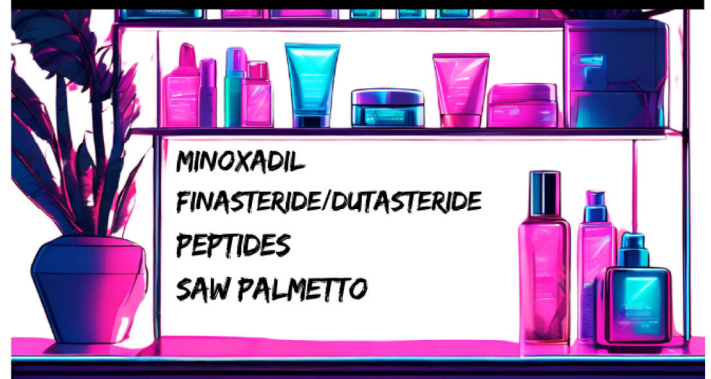 MINOXADIL
FINASTERIDE/DUTASTERIDE
PEPTIDES
SAW PALMETTO